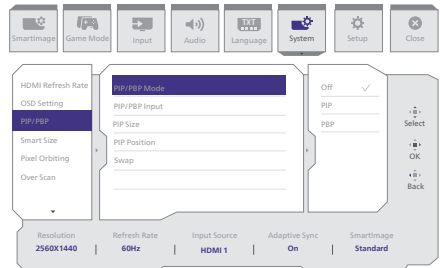 SmartImage
Game Mode
Input
Audio
TXT
Language
System
Setup
Close
HDMI Refresh Rate
OSD Setting
PIP/PBP
Smart Size
Pixel Orbiting
Over Scan
PIP/PBP Mode
PIP/PBP Input
PIP Size
PIP Position
Swap
Off
PIP
PBP
Select
OK
Back
Resolution
2560X1440
Refresh Rate
60Hz
Input Source
HDMI 1
Adaptive Sync
On
SmartImage
Standard